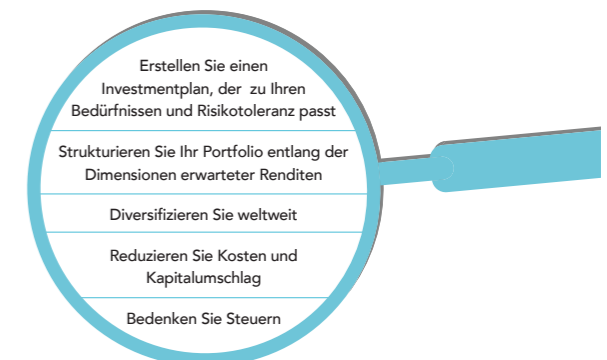 Erstellen Sie einen
Investmentplan, der zu Ihren
Bedürfnissen und Risikotoleranz passt
Strukturieren Sie Ihr Portfolio entlang der
Dimensionen erwarteter Renditen
Diversifizieren Sie weltweit
Reduzieren Sie Kosten und
Kapitalumschlag
Bedenken Sie Steuern